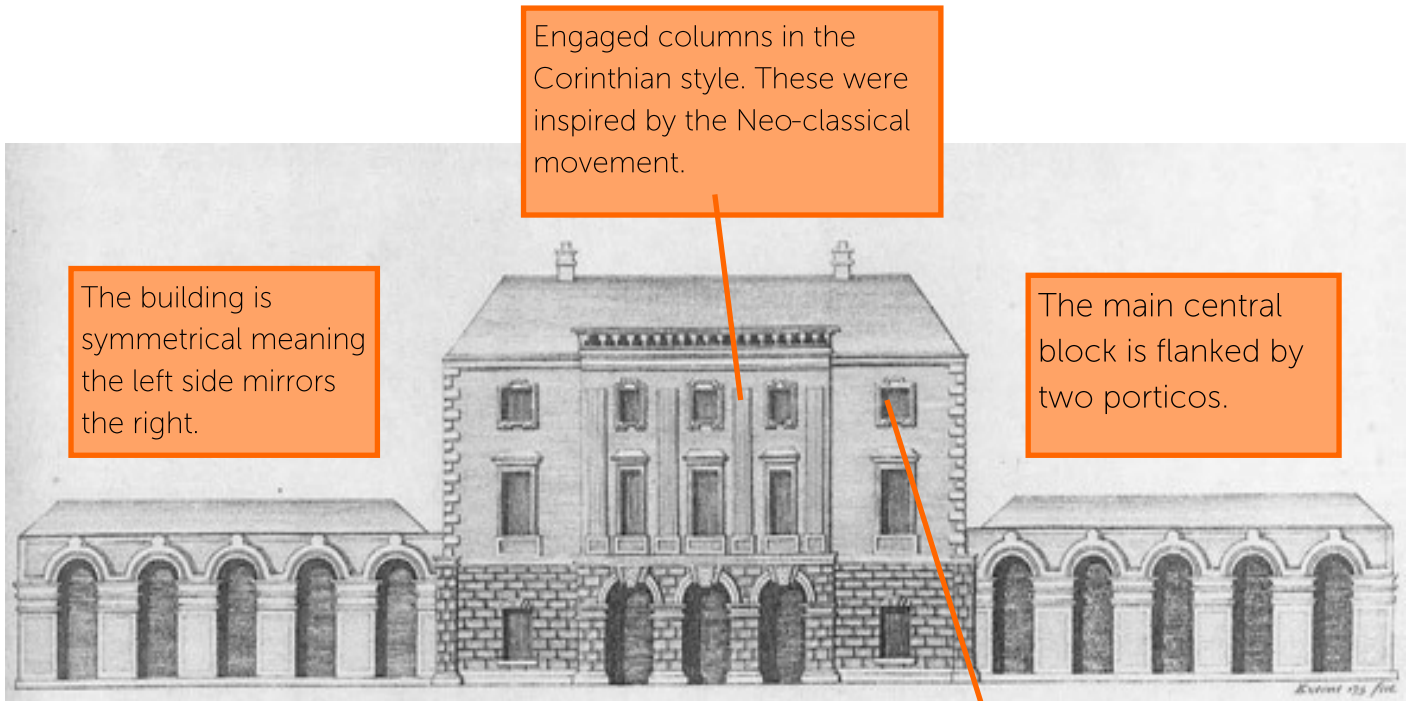 Engaged columns in the
Corinthian style. These were
inspired by the Neo-classical
movement.
The building is
symmetrical meaning
the left side mirrors
the right.
The main central
block is flanked by
two porticos.